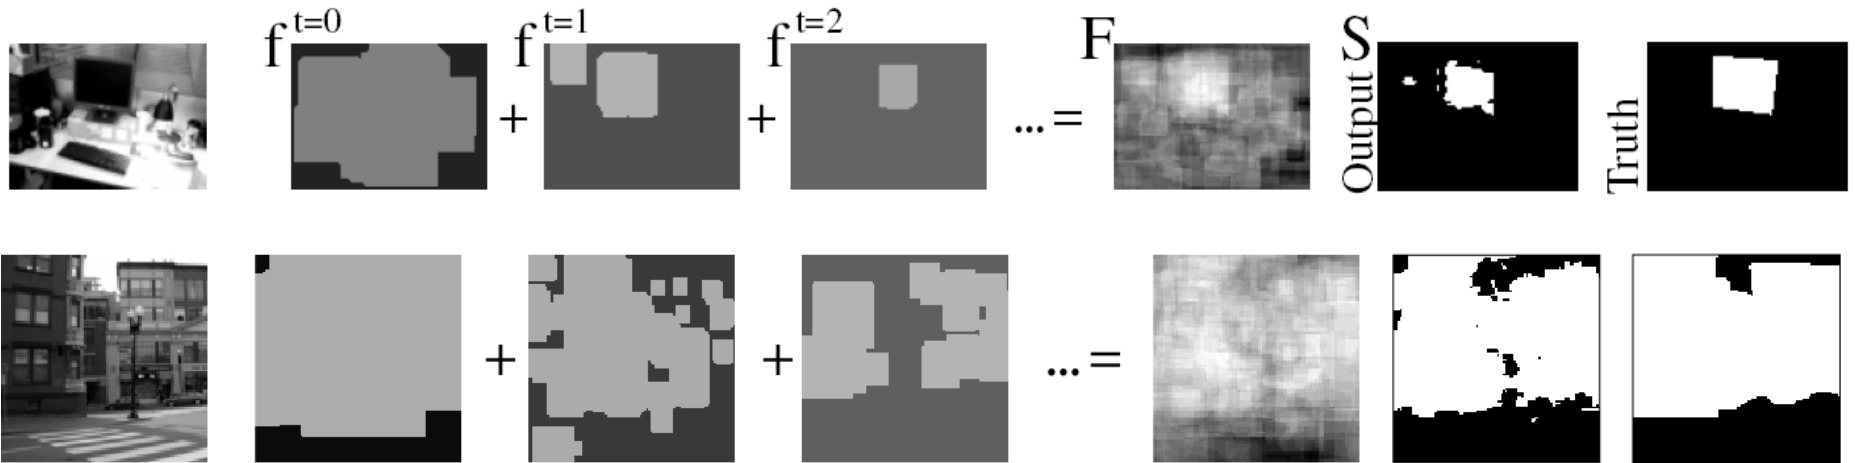 f t=0 f t=1 f t=2 F Output S Truth
+ + ... =
+ + ... =